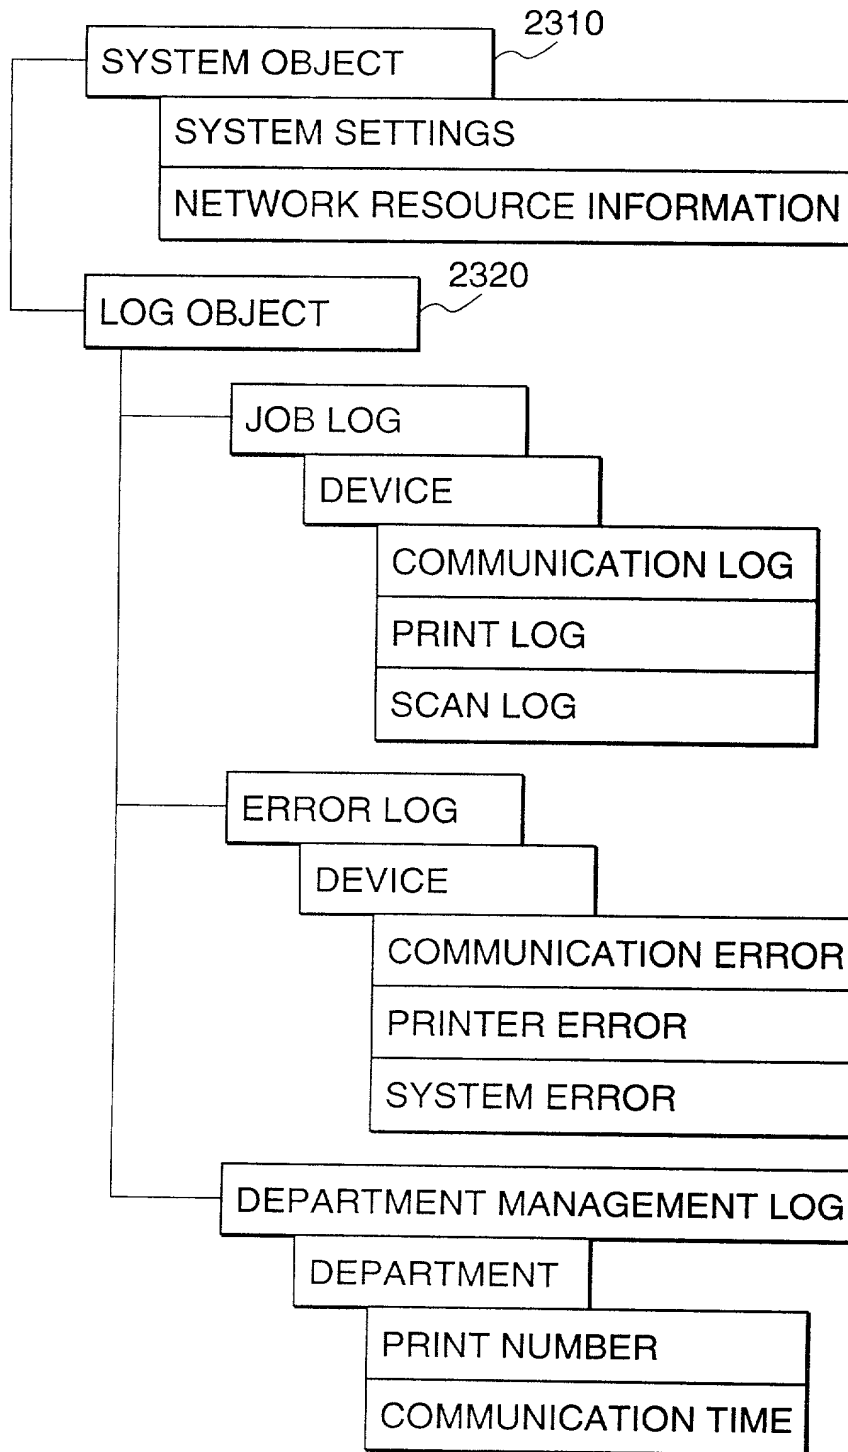 2310
SYSTEM OBJECT
SYSTEM SETTINGS
NETWORK RESOURCE INFORMATION
2320
LOG OBJECT
JOB LOG
DEVICE
COMMUNICATION LOG
PRINT LOG
SCAN LOG
ERROR LOG
DEVICE
COMMUNICATION ERROR
PRINTER ERROR
SYSTEM ERROR
DEPARTMENT MANAGEMENT LOG
DEPARTMENT
PRINT NUMBER
COMMUNICATION TIME